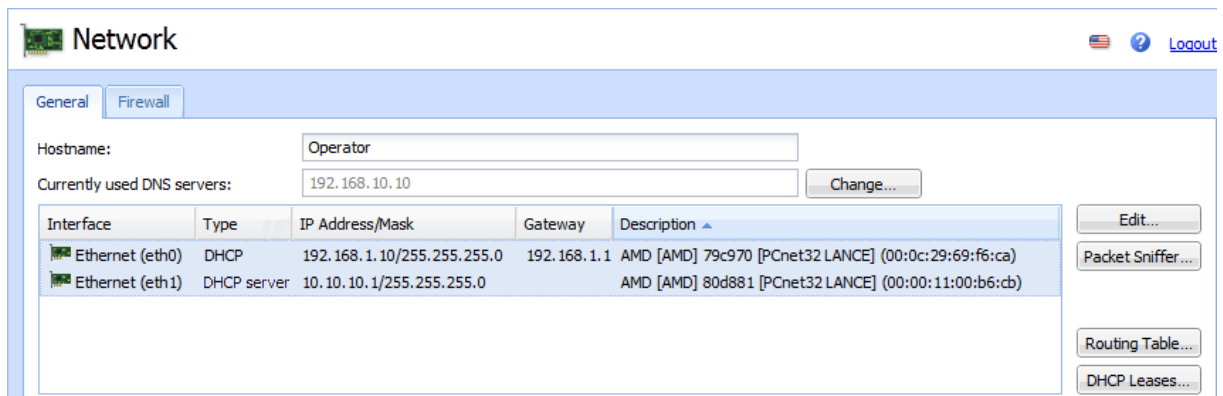 Network
Logout
General Firewall
Hostname: Operator
Currently used DNS servers: 192.168.10.10 Change...
Interface Type IP Address/Mask Gateway Description
Edit...
Ethernet (eth0) DHCP 192.168.1.10/255.255.255.0 192.168.1.1 AMD [AMD] 79c970 [PCnet32 LANCE] (00:0c:29:69:f6:ca)
Packet Sniffer...
Ethernet (eth1) DHCP server 10.10.10.1/255.255.255.0 AMD [AMD] 80d881 [PCnet32 LANCE] (00:00:11:00:b6:cb)
Routing Table...
DHCP Leases...